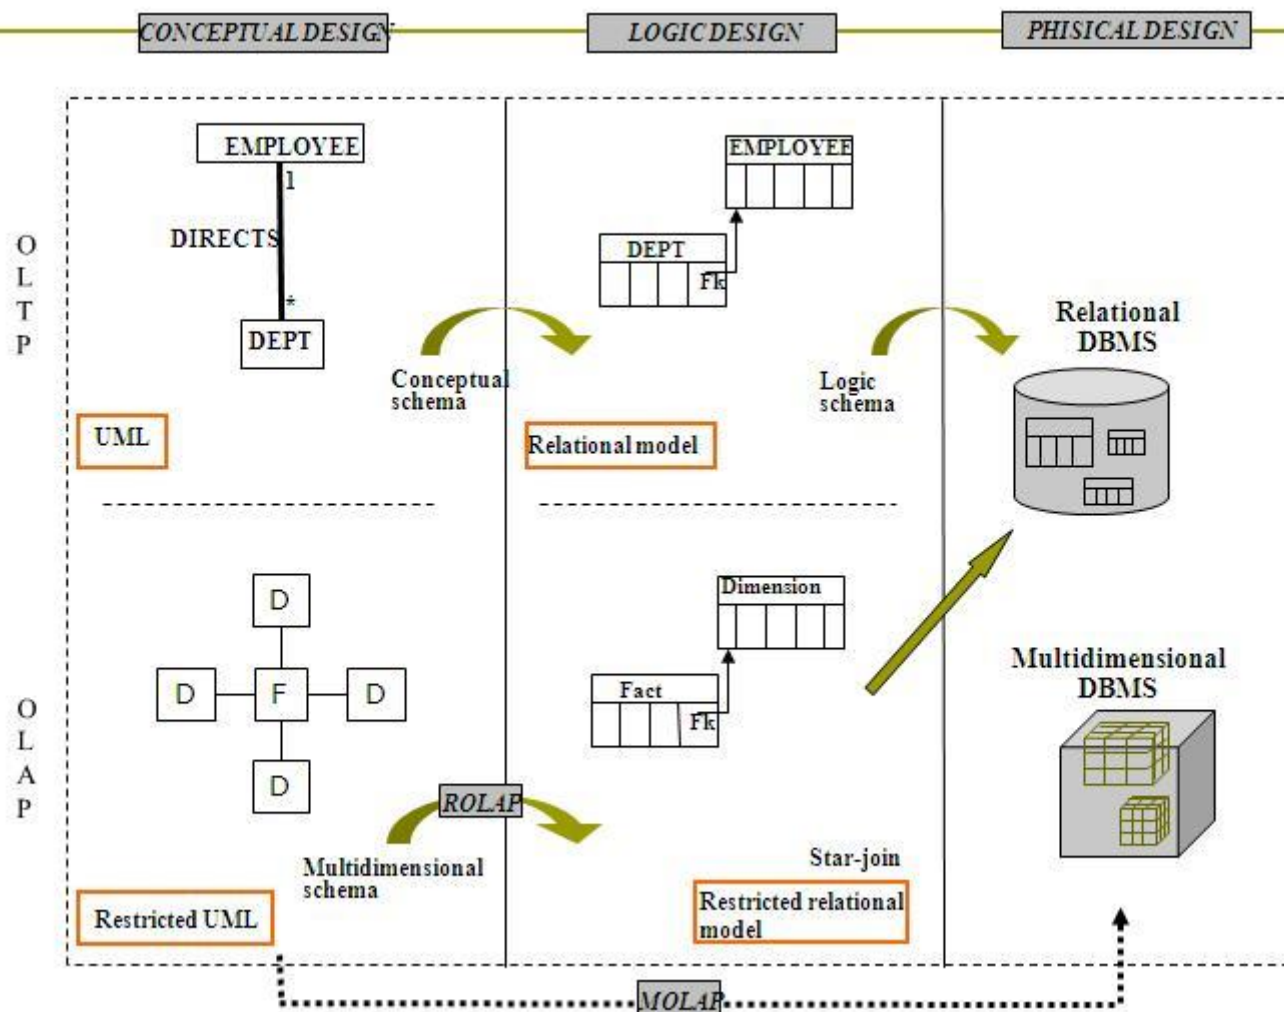 CONCEPTUAL DESIGN
LOGIC DESIGN
PHISICAL DESIGN
OLTP
EMPLOYEE
1
DIRECTS
*
DEPT
Conceptual
schema
UML
EMPLOYEE
DEPT
Fk
Logic
schema
Relational model
Relational
DBMS
OLAP
D
D
F
D
D
Multidimensional
schema
ROLAP
Restricted UML
Dimension
Fact
Fk
Star-join
Restricted relational
model
Multidimensional
DBMS
MOLAP